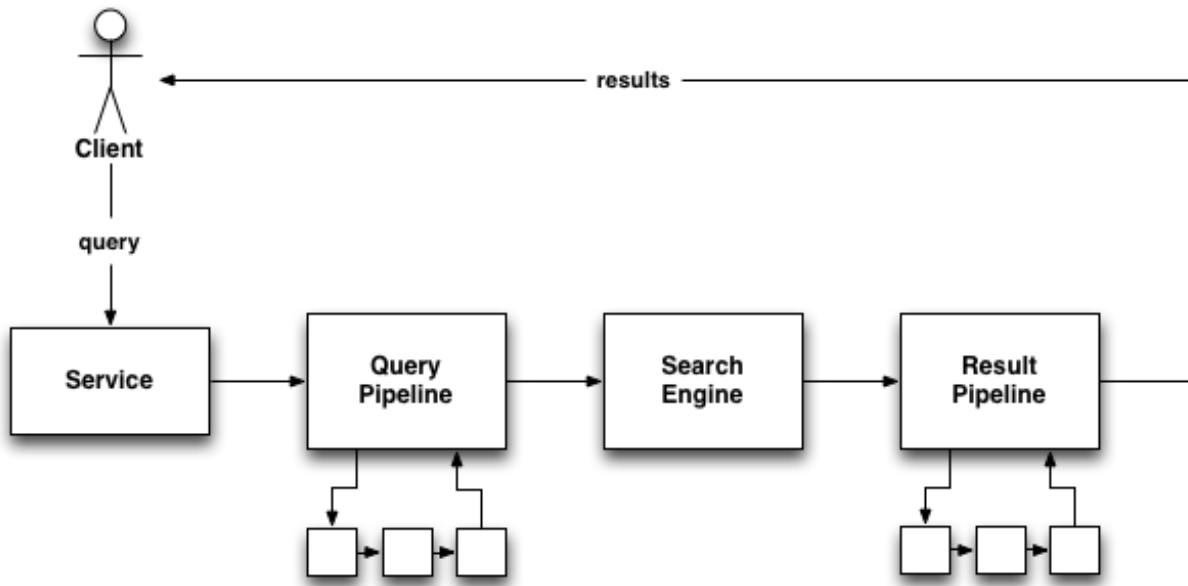 results
Client
query
Service
Query
Pipeline
Search
Engine
Result
Pipeline